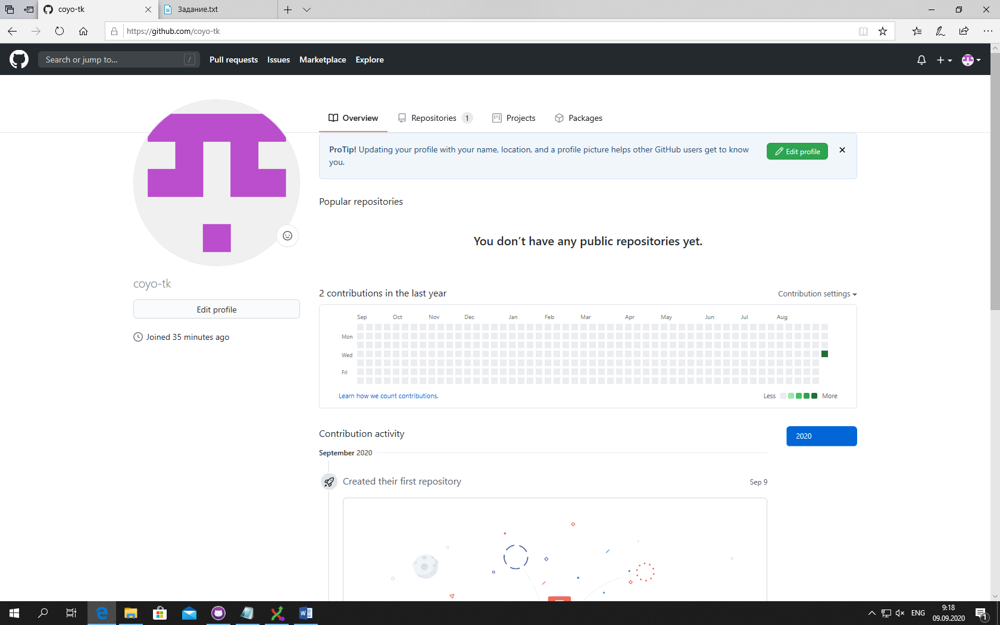 coyo-tk
Задание.txt
https://github.com/coyo-tk
Search or jump to...
/
Pull requests
Issues
Marketplace
Explore
Overview
Repositories 1
Projects
Packages
ProTip! Updating your profile with your name, location, and a profile picture helps other GitHub users get to know
you.
Edit profile
Popular repositories
You don’t have any public repositories yet.
coyo-tk
Edit profile
Joined 35 minutes ago
2 contributions in the last year
Contribution settings
Sep Oct Nov Dec Jan Feb Mar Apr May Jun Jul Aug
Mon
Wed
Fri
Learn how we count contributions.
Less More
Contribution activity
2020
September 2020
Created their first repository
Sep 9
ENG
9:18
09.09.2020
1